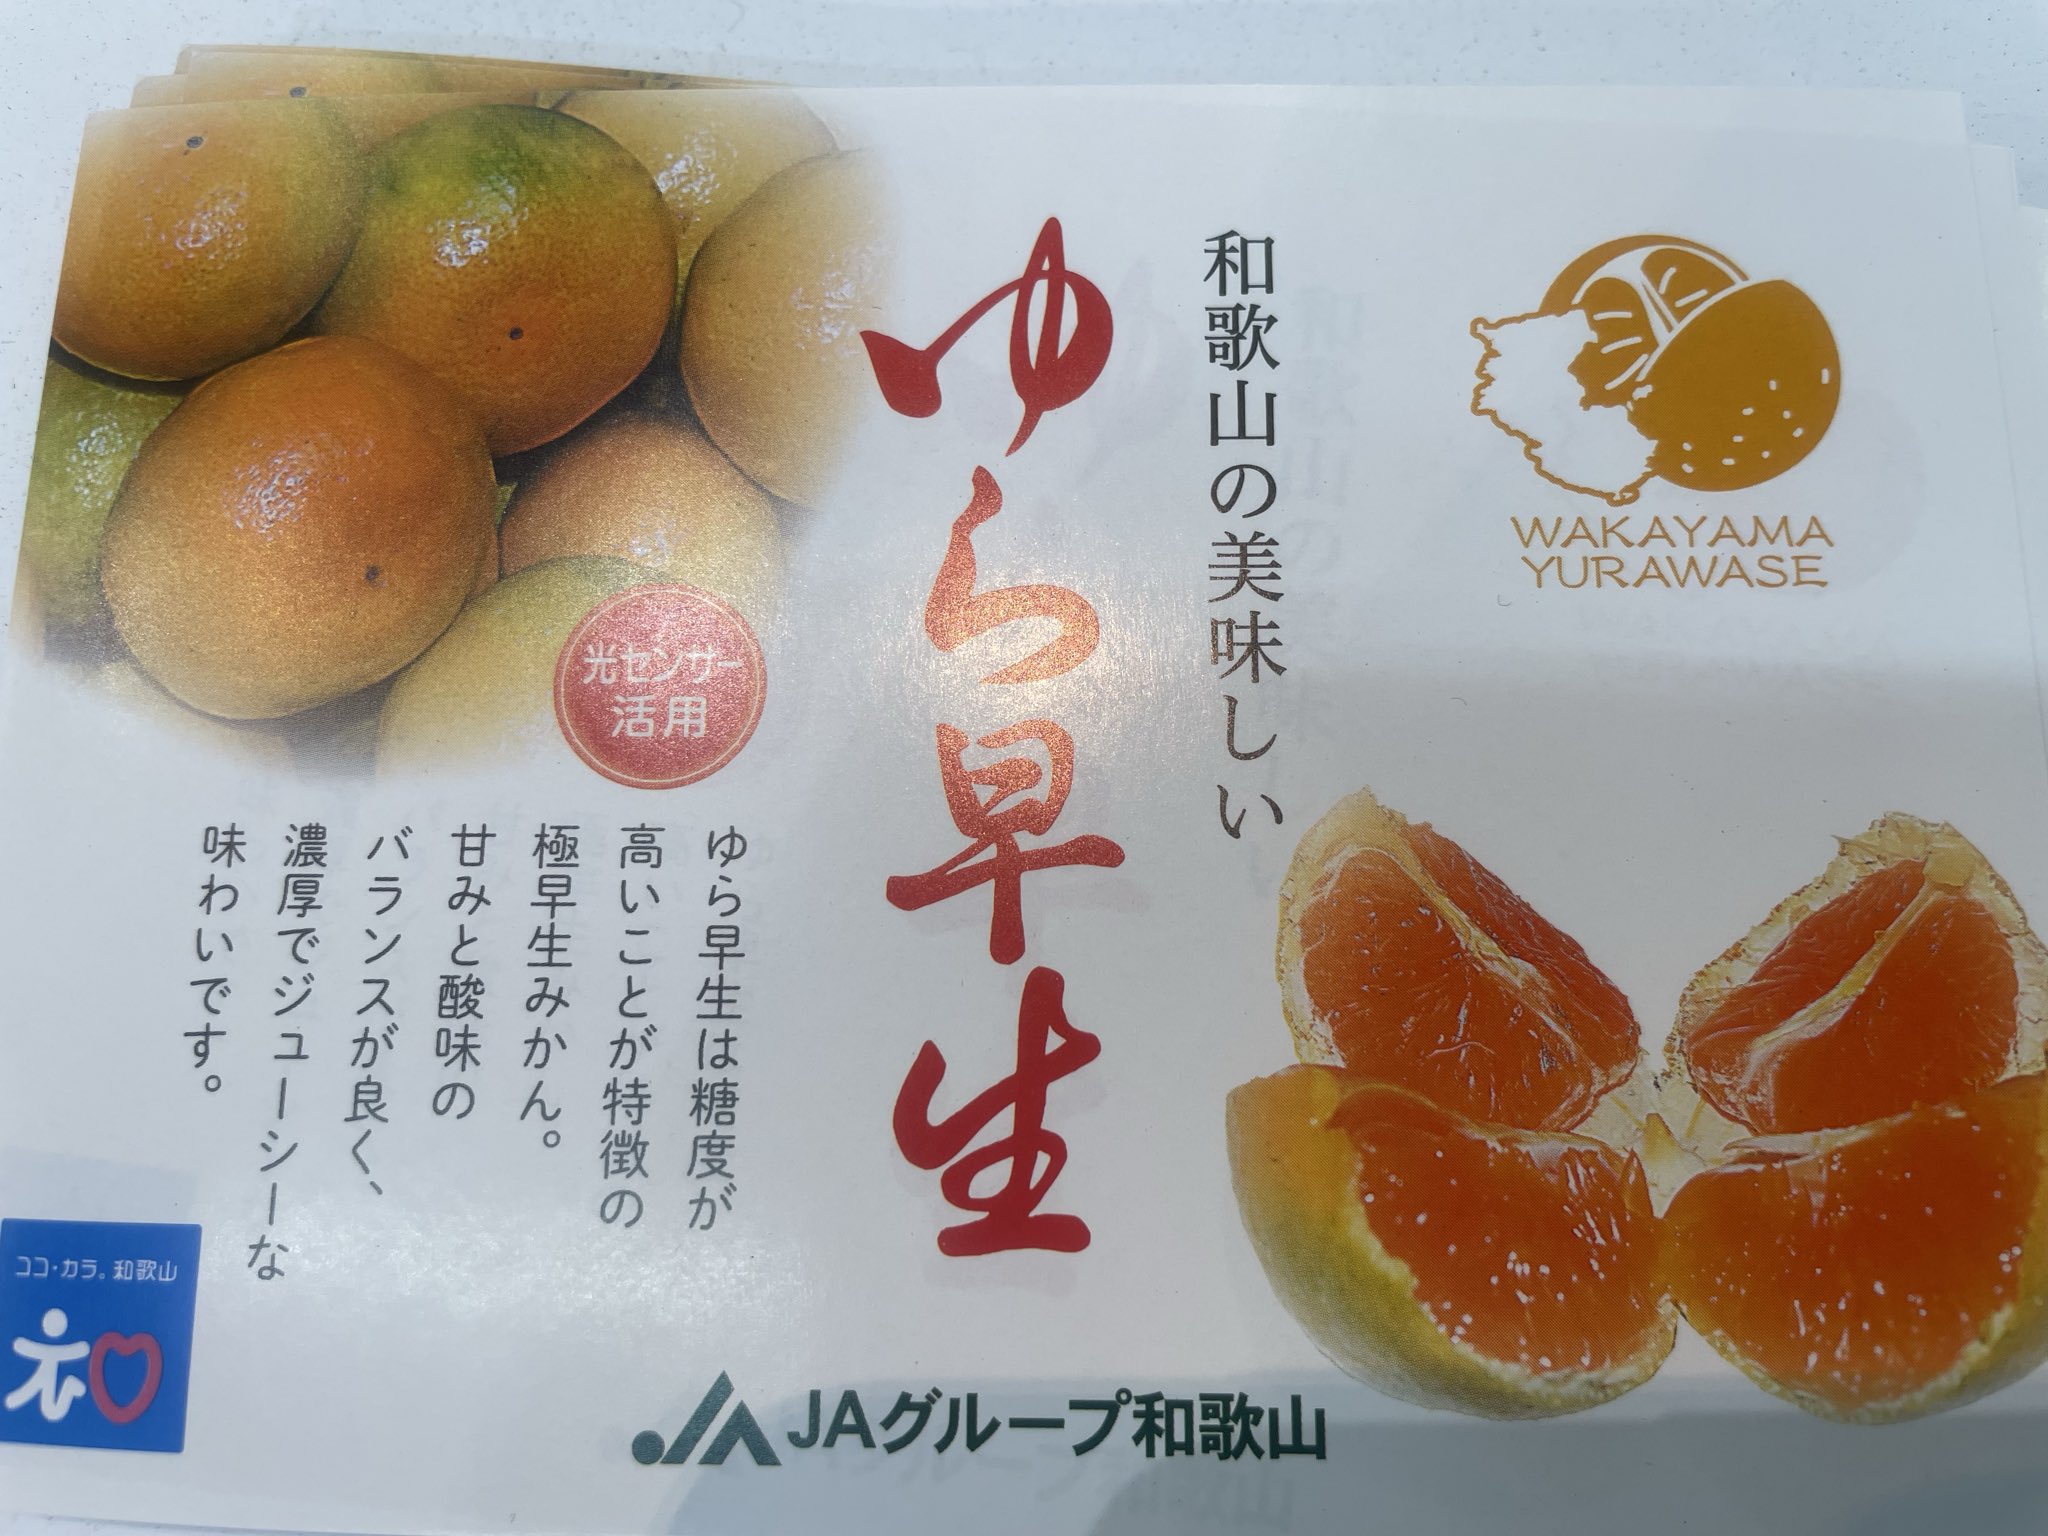 和歌山の美味しい
ゆら早生
WAKAYAMA
YURAWASE
光センサー
活用
ゆら早生は糖度が
高いことが特徴の
極早生みかん。
甘みと酸味の
バランスが良く、
濃厚でジューシーな
味わいです。
ココ・カラ。和歌山
和
JAグループ和歌山